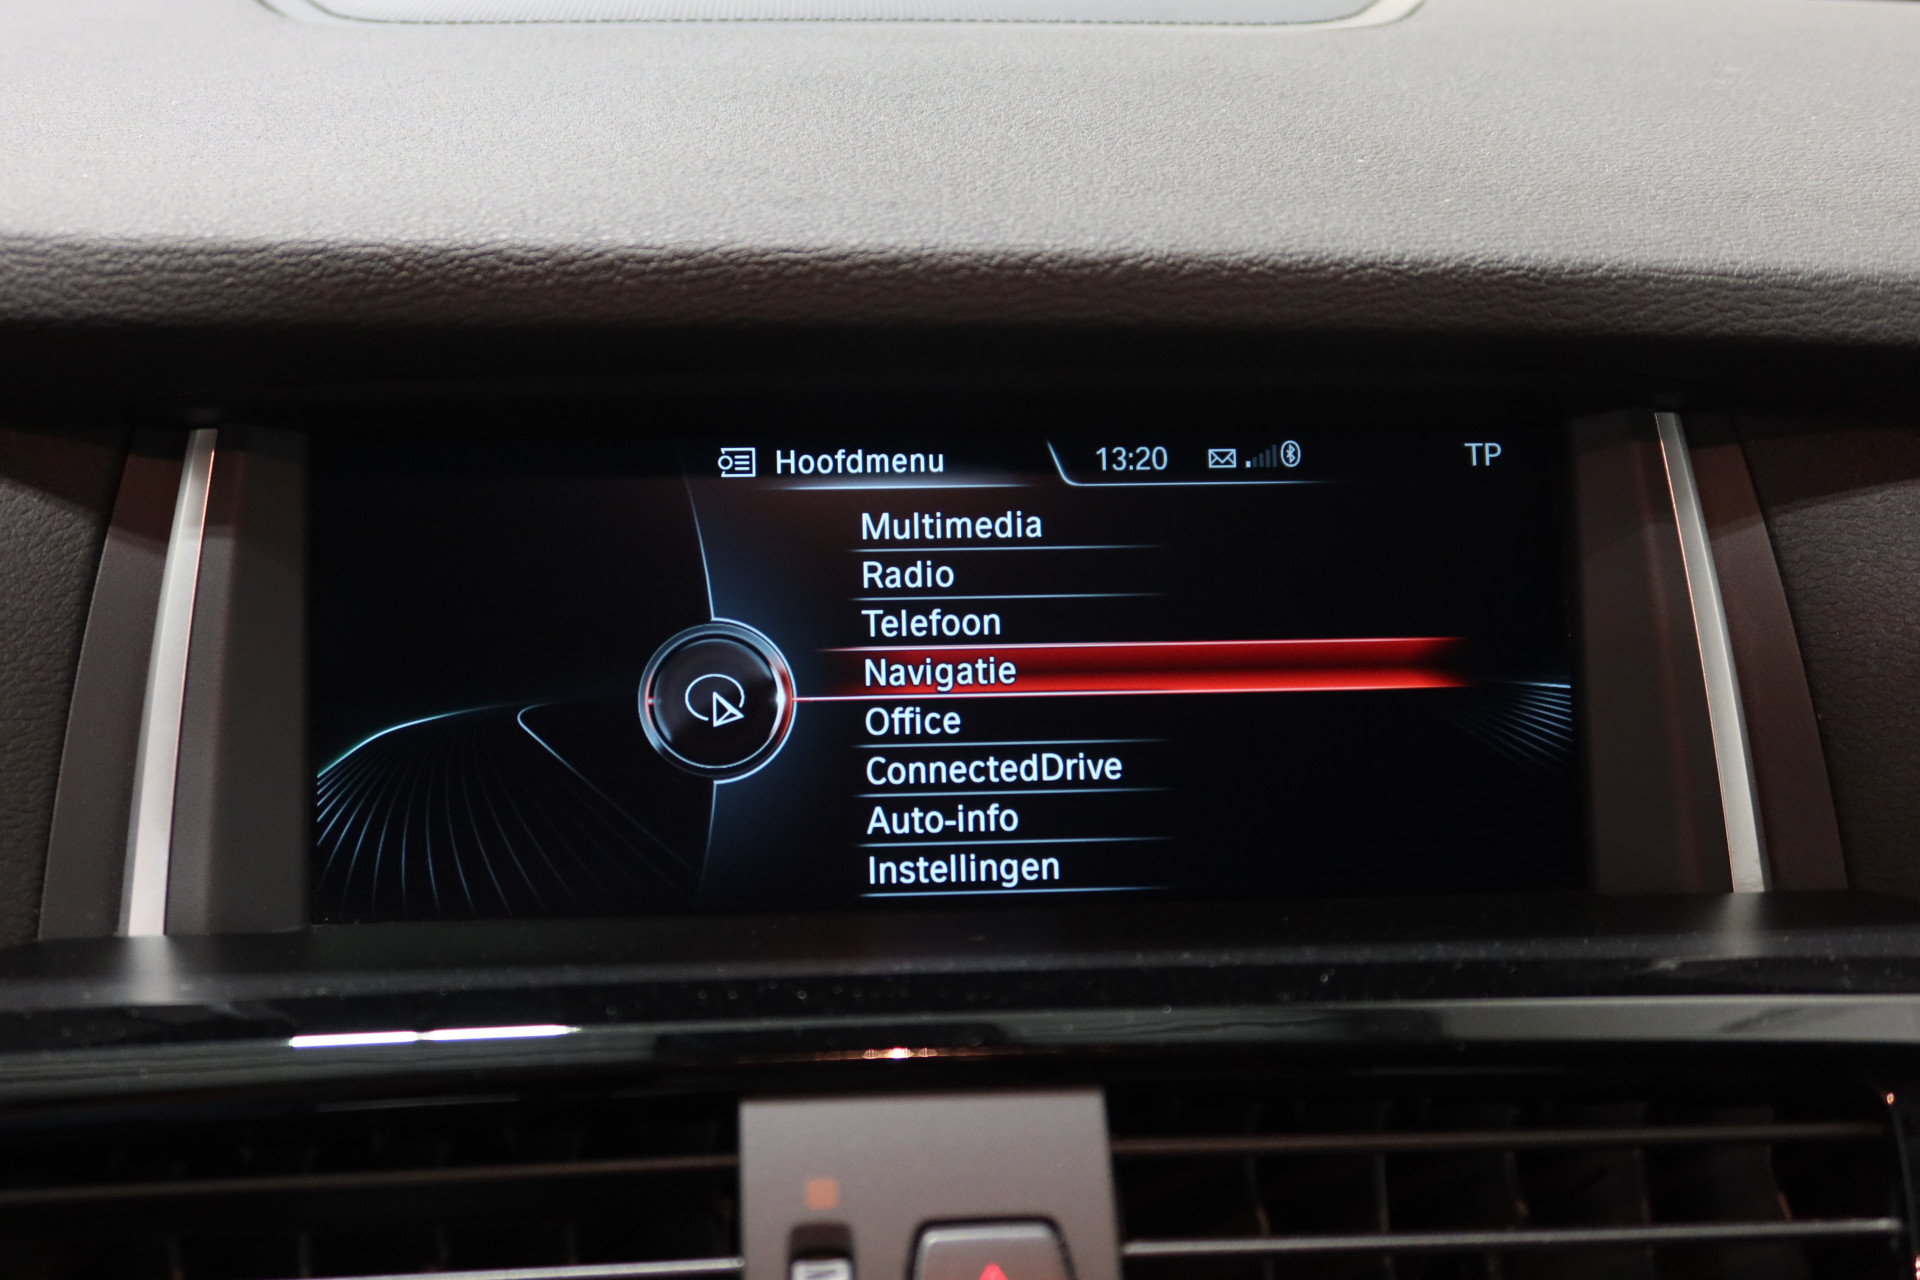 Hoofdmenu 13:20 TP
Multimedia
Radio
Telefoon
Navigatie
Office
ConnectedDrive
Auto-info
Instellingen